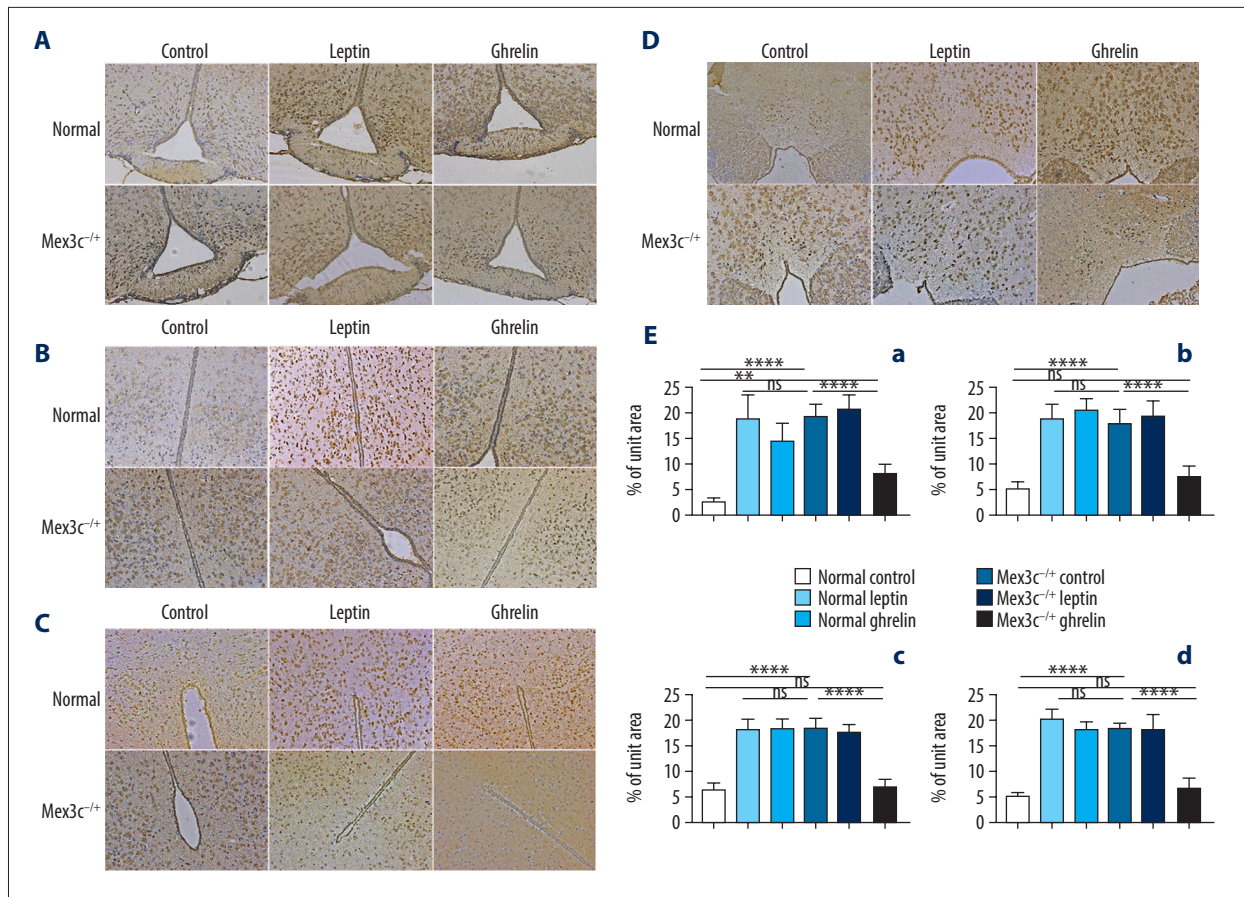 A
Control Leptin Ghrelin
Normal
Mex3c⁻/⁺
B
Control Leptin Ghrelin
Normal
Mex3c⁻/⁺
C
Control Leptin Ghrelin
Normal
Mex3c⁻/⁺
D
Control Leptin Ghrelin
Normal
Mex3c⁻/⁺
E
a
****
**
ns ****
% of unit area
25
20
15
10
5
0
b
****
ns
ns ****
% of unit area
25
20
15
10
5
0
Normal control
Normal leptin
Normal ghrelin
Mex3c⁻/⁺ control
Mex3c⁻/⁺ leptin
Mex3c⁻/⁺ ghrelin
c
****
ns
ns ****
% of unit area
25
20
15
10
5
0
d
****
ns
ns ****
% of unit area
25
20
15
10
5
0